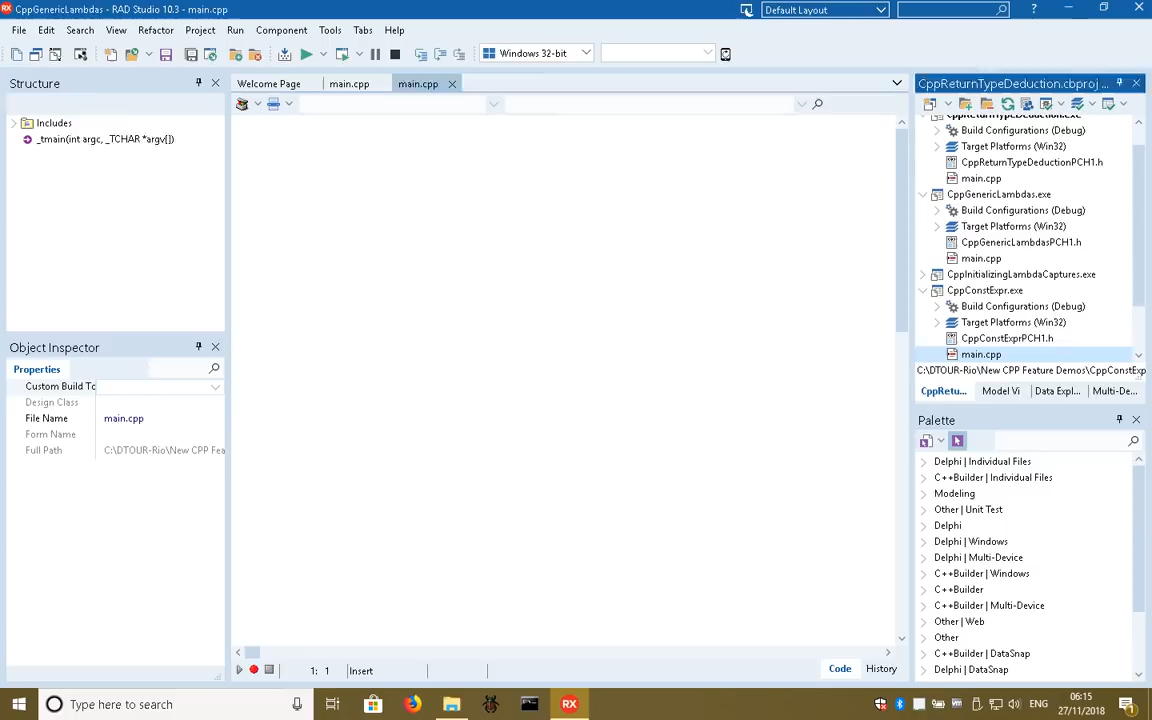 CppGenericLambdas - RAD Studio 10.3 - main.cpp
Default Layout
File Edit Search View Refactor Project Run Component Tools Tabs Help
Windows 32-bit
Structure
Includes
_tmain(int argc, _TCHAR *argv[])
Object Inspector
Properties
Custom Build To
Design Class
File Name main.cpp
Form Name
Full Path C:\DTOUR-Rio\New CPP Fea
Welcome Page main.cpp main.cpp
1: 1 Insert
Code History
CppReturnTypeDeduction.cbproj ...
CppReturnTypeDeduction.exe
Build Configurations (Debug)
Target Platforms (Win32)
CppReturnTypeDeductionPCH1.h
main.cpp
CppGenericLambdas.exe
Build Configurations (Debug)
Target Platforms (Win32)
CppGenericLambdasPCH1.h
main.cpp
CppInitializingLambdaCaptures.exe
CppConstExpr.exe
Build Configurations (Debug)
Target Platforms (Win32)
CppConstExprPCH1.h
main.cpp
C:\DTOUR-Rio\New CPP Feature Demos\CppConstExp
CppRetu... Model Vi Data Expl... Multi-De...
Palette
Delphi | Individual Files
C++Builder | Individual Files
Modeling
Other | Unit Test
Delphi
Delphi | Windows
Delphi | Multi-Device
C++Builder | Windows
C++Builder
C++Builder | Multi-Device
Other | Web
Other
C++Builder | DataSnap
Delphi | DataSnap
Type here to search
RX
ENG
06:15
27/11/2018